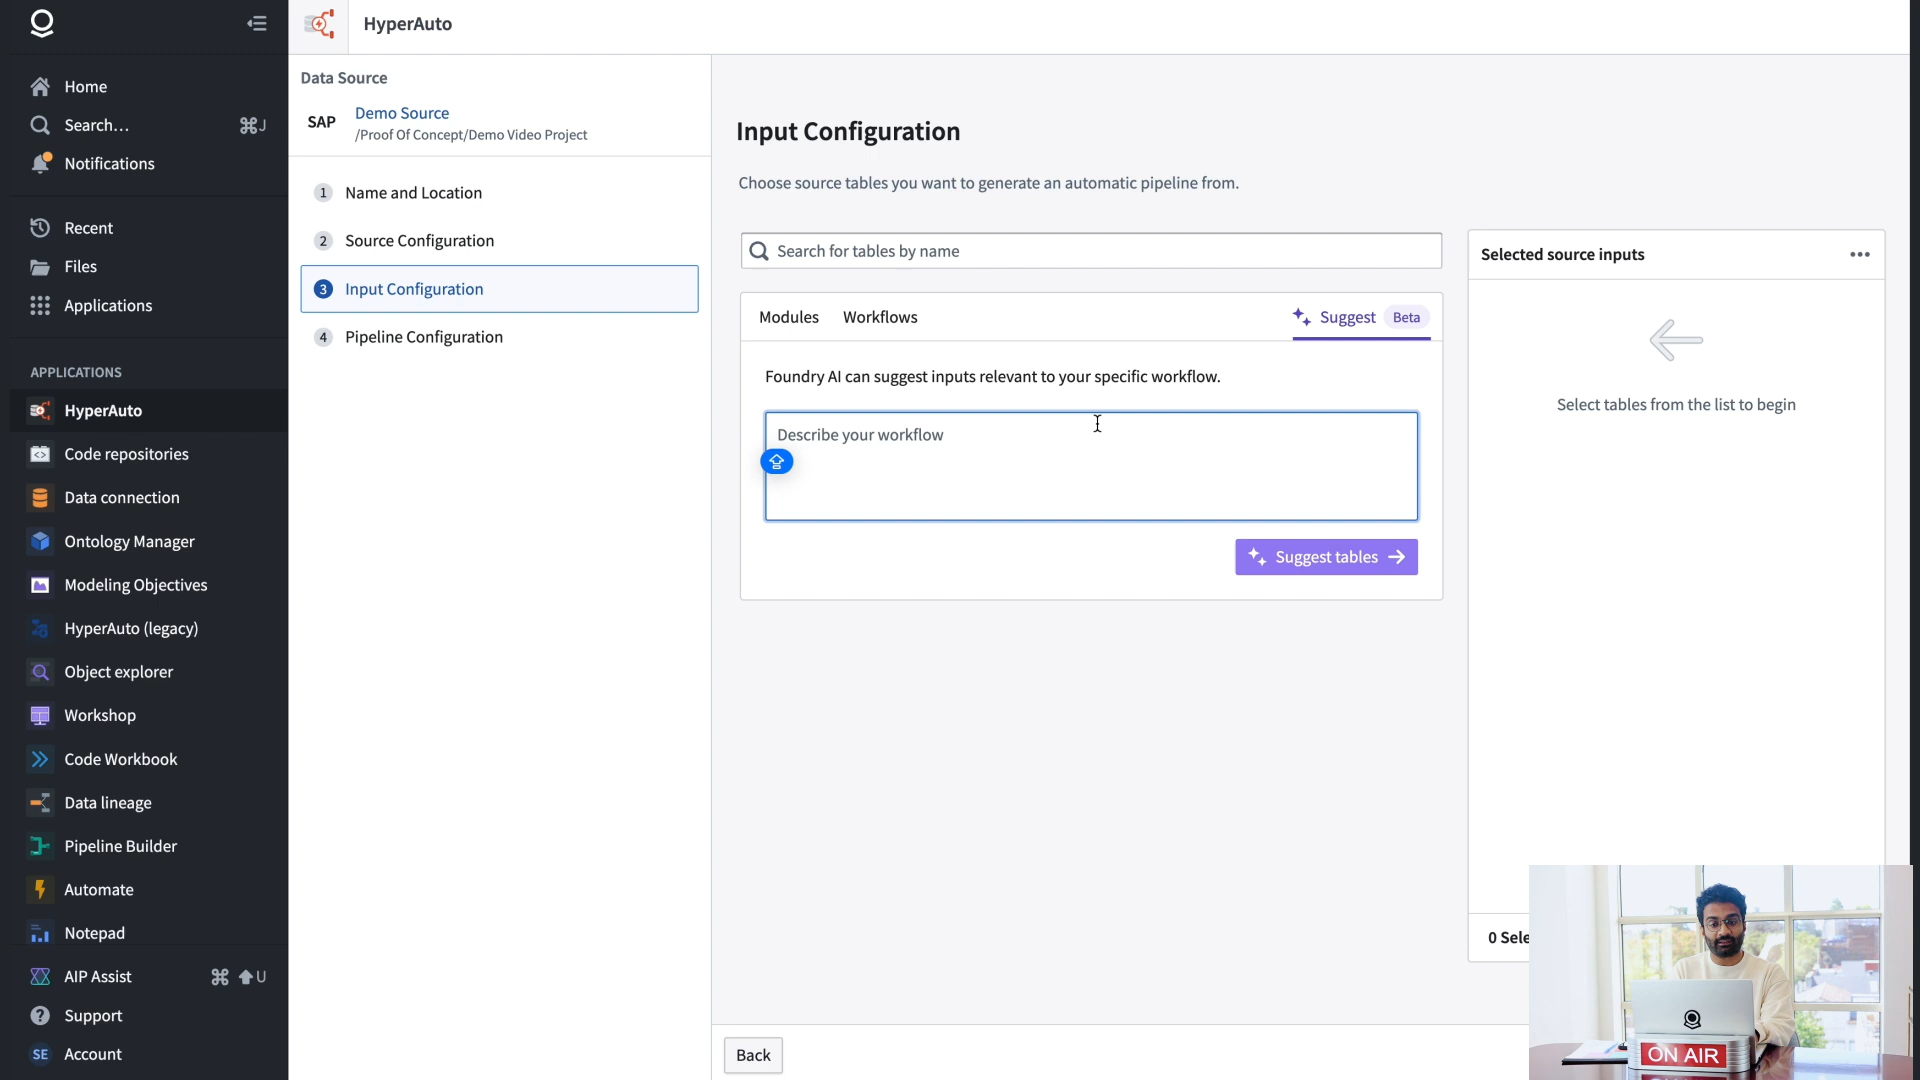 HyperAuto
Home
Search…
⌘J
Notifications
Recent
Files
Applications
APPLICATIONS
HyperAuto
Code repositories
Data connection
Ontology Manager
Modeling Objectives
HyperAuto (legacy)
Object explorer
Workshop
Code Workbook
Data lineage
Pipeline Builder
Automate
Notepad
AIP Assist
⌘ ⬆ U
Support
SE
Account
Data Source
SAP
Demo Source
/Proof Of Concept/Demo Video Project
1 Name and Location
2 Source Configuration
3 Input Configuration
4 Pipeline Configuration
Input Configuration
Choose source tables you want to generate an automatic pipeline from.
Search for tables by name
Modules Workflows Suggest Beta
Foundry AI can suggest inputs relevant to your specific workflow.
Describe your workflow
Suggest tables
Selected source inputs
Select tables from the list to begin
0 Sele
Back
ON AIR